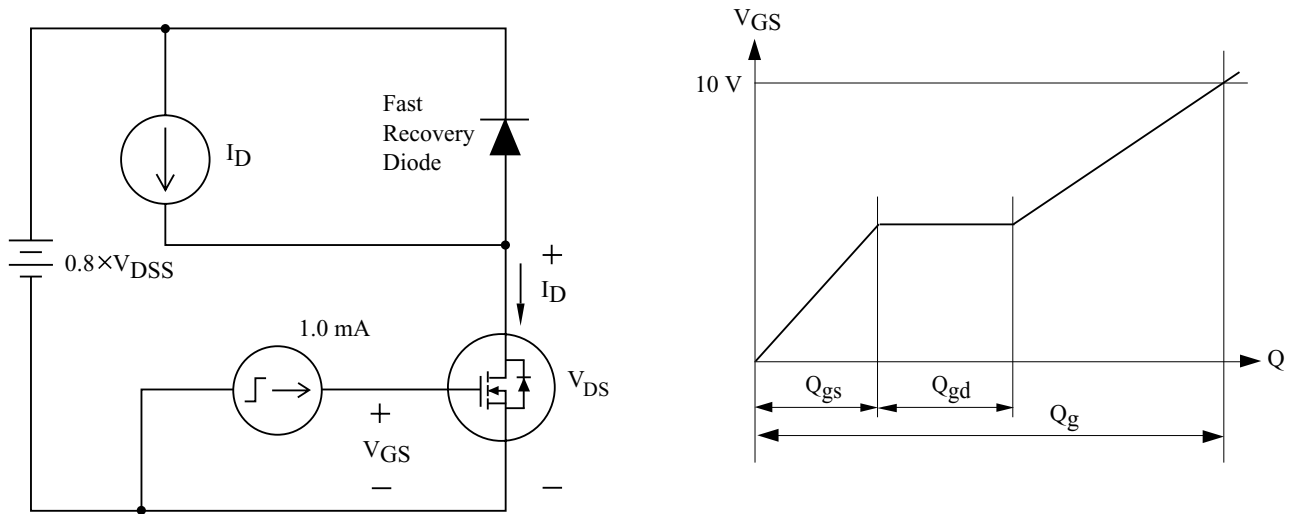 Fast
Recovery
Diode
I_D
0.8×V_DSS
+
I_D
1.0 mA
V_DS
+
V_GS
−
−
V_GS
10 V
Q
Q_gs
Q_gd
Q_g